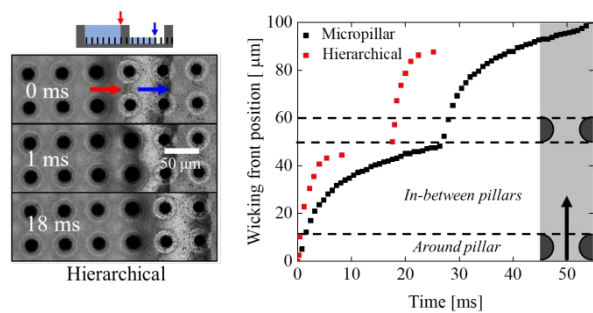 0 ms
1 ms
50 μm
18 ms
Hierarchical
Wicking front position [ μm]
100
80
60
40
20
0
Micropillar
Hierarchical
In-between pillars
Around pillar
0 10 20 30 40 50
Time [ms]